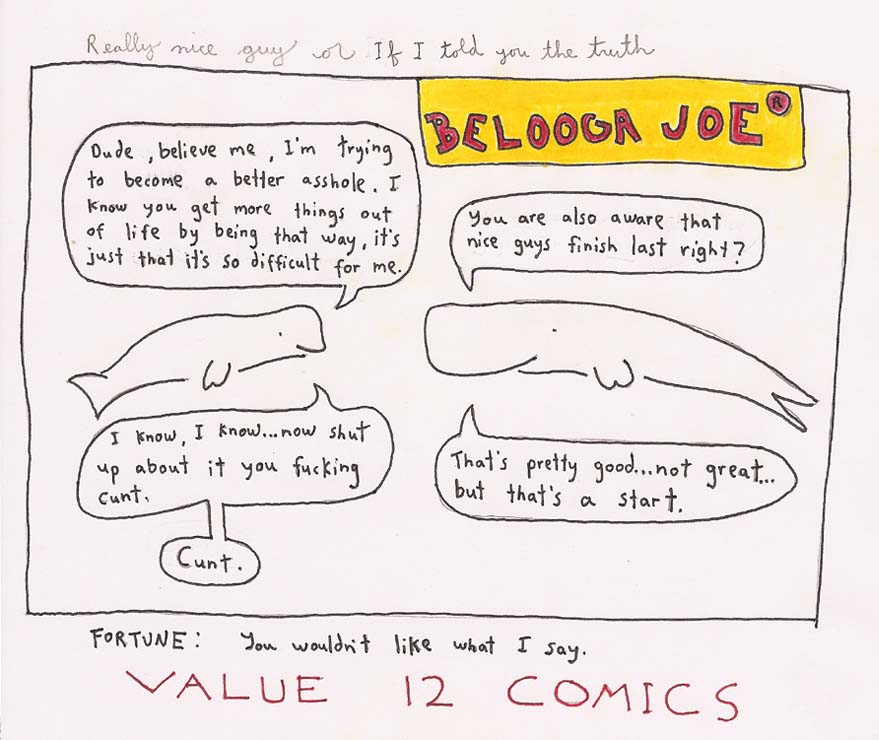 Really nice guy or If I told you the truth
BELOOGA JOE®
Dude, believe me, I'm trying
to become a better asshole. I
know you get more things out
of life by being that way, it's
just that it's so difficult for me.
You are also aware that
nice guys finish last right?
I know, I know...now shut
up about it you fucking
cunt.
Cunt.
That's pretty good...not great...
but that's a start.
FORTUNE: You wouldn't like what I say.
VALUE 12 COMICS